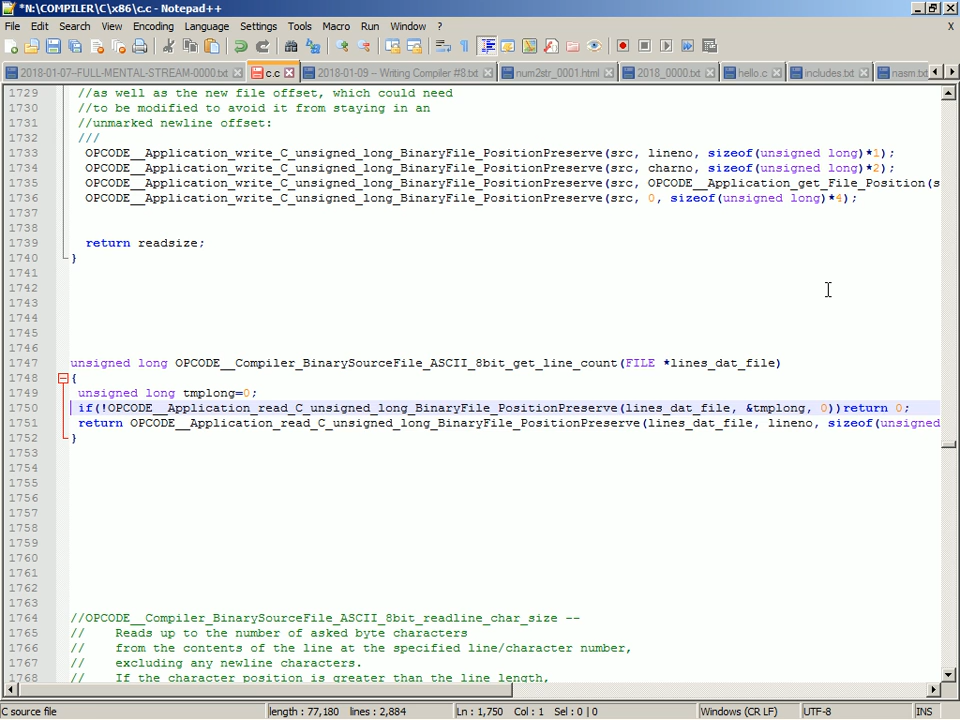 *N:\COMPILER\C\x86\c.c - Notepad++
File Edit Search View Encoding Language Settings Tools Macro Run Window ? X
2018-01-07-FULL-MENTAL-STREAM-0000.txt c.c 2018-01-09 -- Writing Compiler #8.txt num2str_0001.html 2018_0000.txt hello.c includes.txt nasm.txt
1729 //as well as the new file offset, which could need
1730 //to be modified to avoid it from staying in an
1731 //unmarked newline offset:
1732 ///
1733 OPCODE__Application_write_C_unsigned_long_BinaryFile_PositionPreserve(src, lineno, sizeof(unsigned long)*1);
1734 OPCODE__Application_write_C_unsigned_long_BinaryFile_PositionPreserve(src, charno, sizeof(unsigned long)*2);
1735 OPCODE__Application_write_C_unsigned_long_BinaryFile_PositionPreserve(src, OPCODE__Application_get_File_Position(s
1736 OPCODE__Application_write_C_unsigned_long_BinaryFile_PositionPreserve(src, 0, sizeof(unsigned long)*4);
1737
1738
1739 return readsize;
1740 }
1741
1742
1743
1744
1745
1746
1747 unsigned long OPCODE__Compiler_BinarySourceFile_ASCII_8bit_get_line_count(FILE *lines_dat_file)
1748 {
1749 unsigned long tmplong=0;
1750 if(!OPCODE__Application_read_C_unsigned_long_BinaryFile_PositionPreserve(lines_dat_file, &tmplong, 0))return 0;
1751 return OPCODE__Application_read_C_unsigned_long_BinaryFile_PositionPreserve(lines_dat_file, lineno, sizeof(unsigned
1752 }
1753
1754
1755
1756
1757
1758
1759
1760
1761
1762
1763
1764 //OPCODE__Compiler_BinarySourceFile_ASCII_8bit_readline_char_size --
1765 // Reads up to the number of asked byte characters
1766 // from the contents of the line at the specified line/character number,
1767 // excluding any newline characters.
1768 // If the character position is greater than the line length,
C source file length : 77,180 lines : 2,884 Ln : 1,750 Col : 1 Sel : 0 | 0 Windows (CR LF) UTF-8 INS